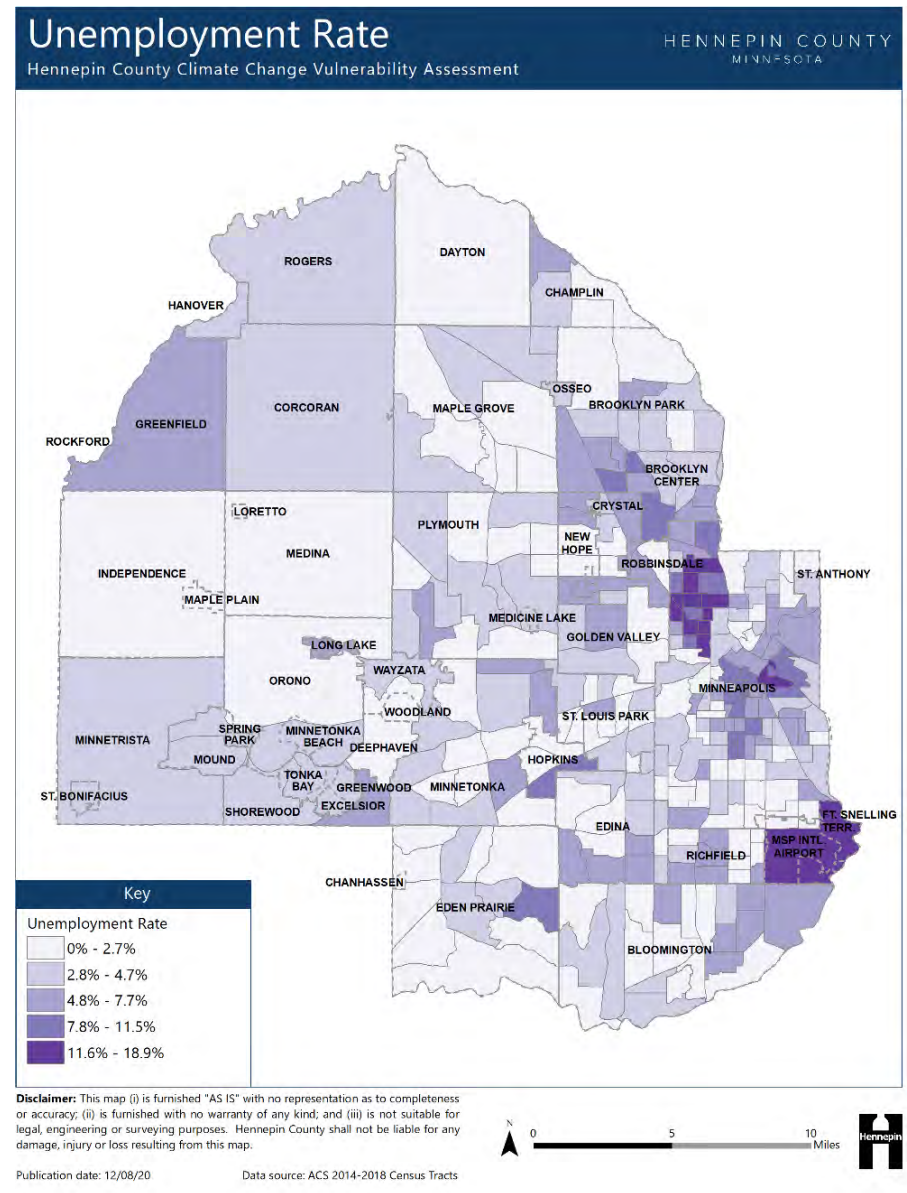 Unemployment Rate
Hennepin County Climate Change Vulnerability Assessment
HENNEPIN COUNTY
MINNESOTA
DAYTON
ROGERS
CHAMPLIN
HANOVER
OSSEO
BROOKLYN PARK
CORCORAN
MAPLE GROVE
GREENFIELD
ROCKFORD
BROOKLYN
CENTER
CRYSTAL
LORETTO
PLYMOUTH
NEW
HOPE
MEDINA
ROBBINSDALE
INDEPENDENCE
ST. ANTHONY
MAPLE PLAIN
MEDICINE LAKE
GOLDEN VALLEY
LONG LAKE
WAYZATA
ORONO
MINNEAPOLIS
WOODLAND
ST. LOUIS PARK
SPRING
PARK
MINNETONKA
BEACH
MINNETRISTA
DEEPHAVEN
MOUND
HOPKINS
TONKA
BAY
GREENWOOD
MINNETONKA
ST. BONIFACIUS
EXCELSIOR
SHOREWOOD
FT. SNELLING
TERR.
EDINA
MSP INTL.
AIRPORT
RICHFIELD
CHANHASSEN
EDEN PRAIRIE
BLOOMINGTON
Key
Unemployment Rate
0% - 2.7%
2.8% - 4.7%
4.8% - 7.7%
7.8% - 11.5%
11.6% - 18.9%
Disclaimer: This map (i) is furnished "AS IS" with no representation as to completeness
or accuracy; (ii) is furnished with no warranty of any kind; and (iii) is not suitable for
legal, engineering or surveying purposes. Hennepin County shall not be liable for any
damage, injury or loss resulting from this map.
Publication date: 12/08/20
Data source: ACS 2014-2018 Census Tracts
N
0 5 10
Miles
Hennepin